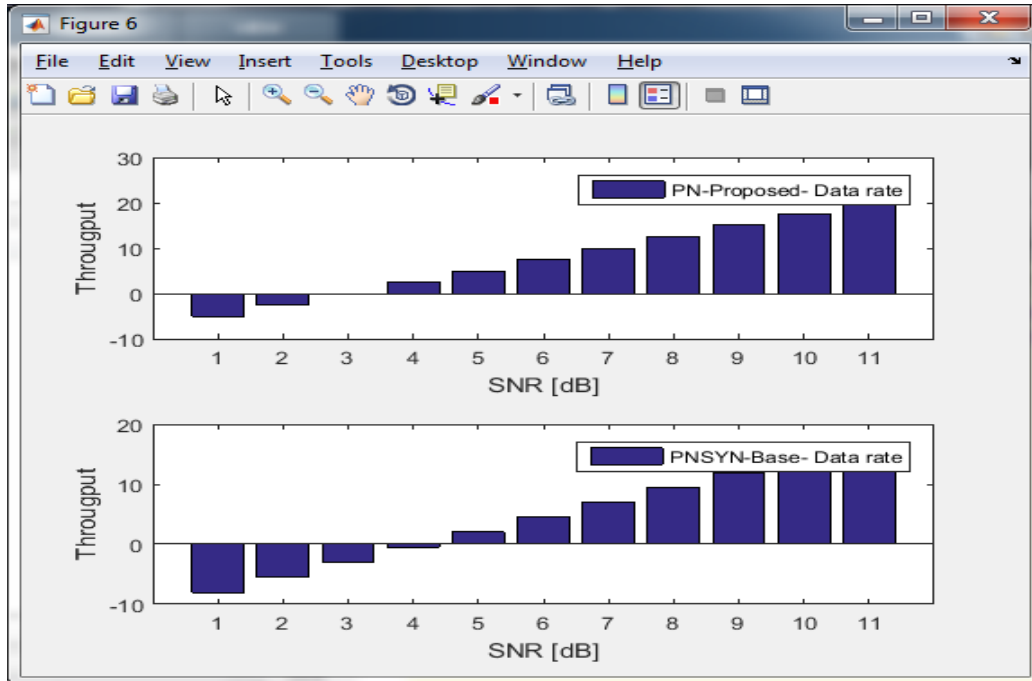 Figure 6
File Edit View Insert Tools Desktop Window Help
30
20
10
0
-10
Througput
PN-Proposed- Data rate
1 2 3 4 5 6 7 8 9 10 11
SNR [dB]
20
10
0
-10
Througput
PNSYN-Base- Data rate
1 2 3 4 5 6 7 8 9 10 11
SNR [dB]